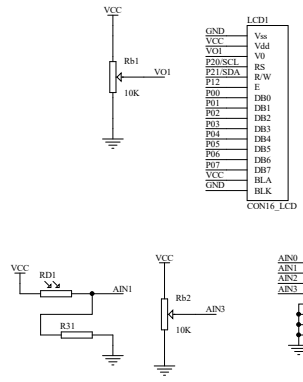 VCC
Rb1
VO1
10K
LCD1
GND Vss
VCC Vdd
VO1 V0
P20/SCL RS
P21/SDA R/W
P12 E
P00 DB0
P01 DB1
P02 DB2
P03 DB3
P04 DB4
P05 DB5
P06 DB6
P07 DB7
VCC BLA
GND BLK
CON16_LCD
VCC
RD1
AIN1
R31
VCC
Rb2
AIN3
10K
AIN0
AIN1
AIN2
AIN3